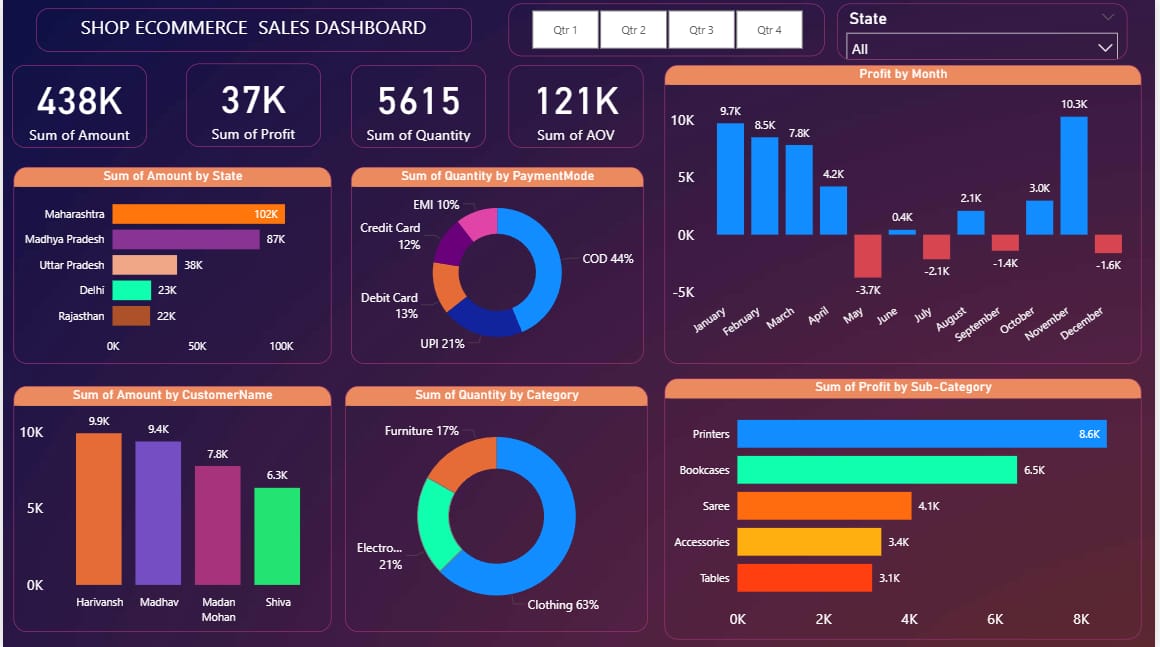 SHOP ECOMMERCE  SALES DASHBOARD
Qtr 1
Qtr 2
Qtr 3
Qtr 4
State
All
438K
Sum of Amount
37K
Sum of Profit
5615
Sum of Quantity
121K
Sum of AOV
Profit by Month
10K
5K
0K
-5K
9.7K
8.5K
7.8K
4.2K
-3.7K
0.4K
-2.1K
2.1K
-1.4K
3.0K
10.3K
-1.6K
January
February
March
April
May
June
July
August
September
October
November
December
Sum of Amount by State
Maharashtra
102K
Madhya Pradesh
87K
Uttar Pradesh
38K
Delhi
23K
Rajasthan
22K
0K
50K
100K
Sum of Quantity by PaymentMode
EMI 10%
Credit Card
12%
COD 44%
Debit Card
13%
UPI 21%
Sum of Amount by CustomerName
10K
5K
0K
9.9K
9.4K
7.8K
6.3K
Harivansh
Madhav
Madan
Mohan
Shiva
Sum of Quantity by Category
Furniture 17%
Electro...
21%
Clothing 63%
Sum of Profit by Sub-Category
Printers
8.6K
Bookcases
6.5K
Saree
4.1K
Accessories
3.4K
Tables
3.1K
0K
2K
4K
6K
8K